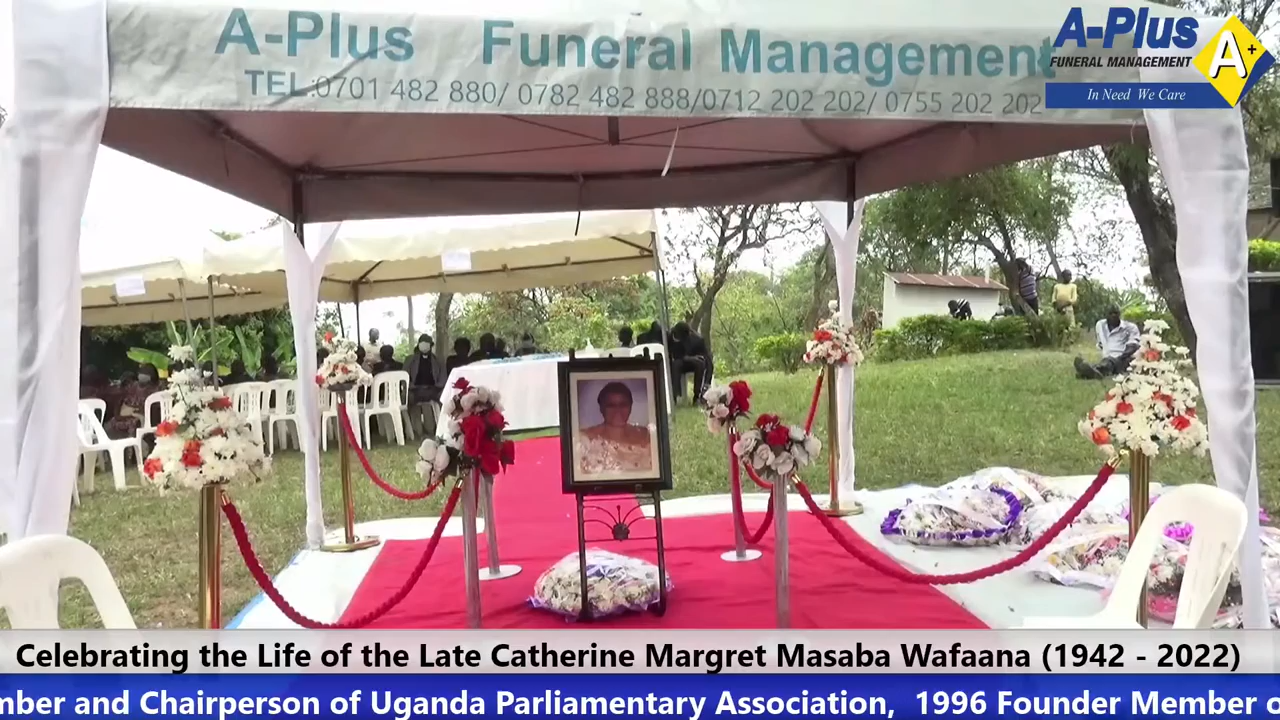 A-Plus Funeral Management
TEL:0701 482 880/ 0782 482 888/0712 202 202/ 0755 202 202
A-Plus
FUNERAL MANAGEMENT
A+
In Need We Care
Celebrating the Life of the Late Catherine Margret Masaba Wafaana (1942 - 2022)
mber and Chairperson of Uganda Parliamentary Association, 1996 Founder Member o